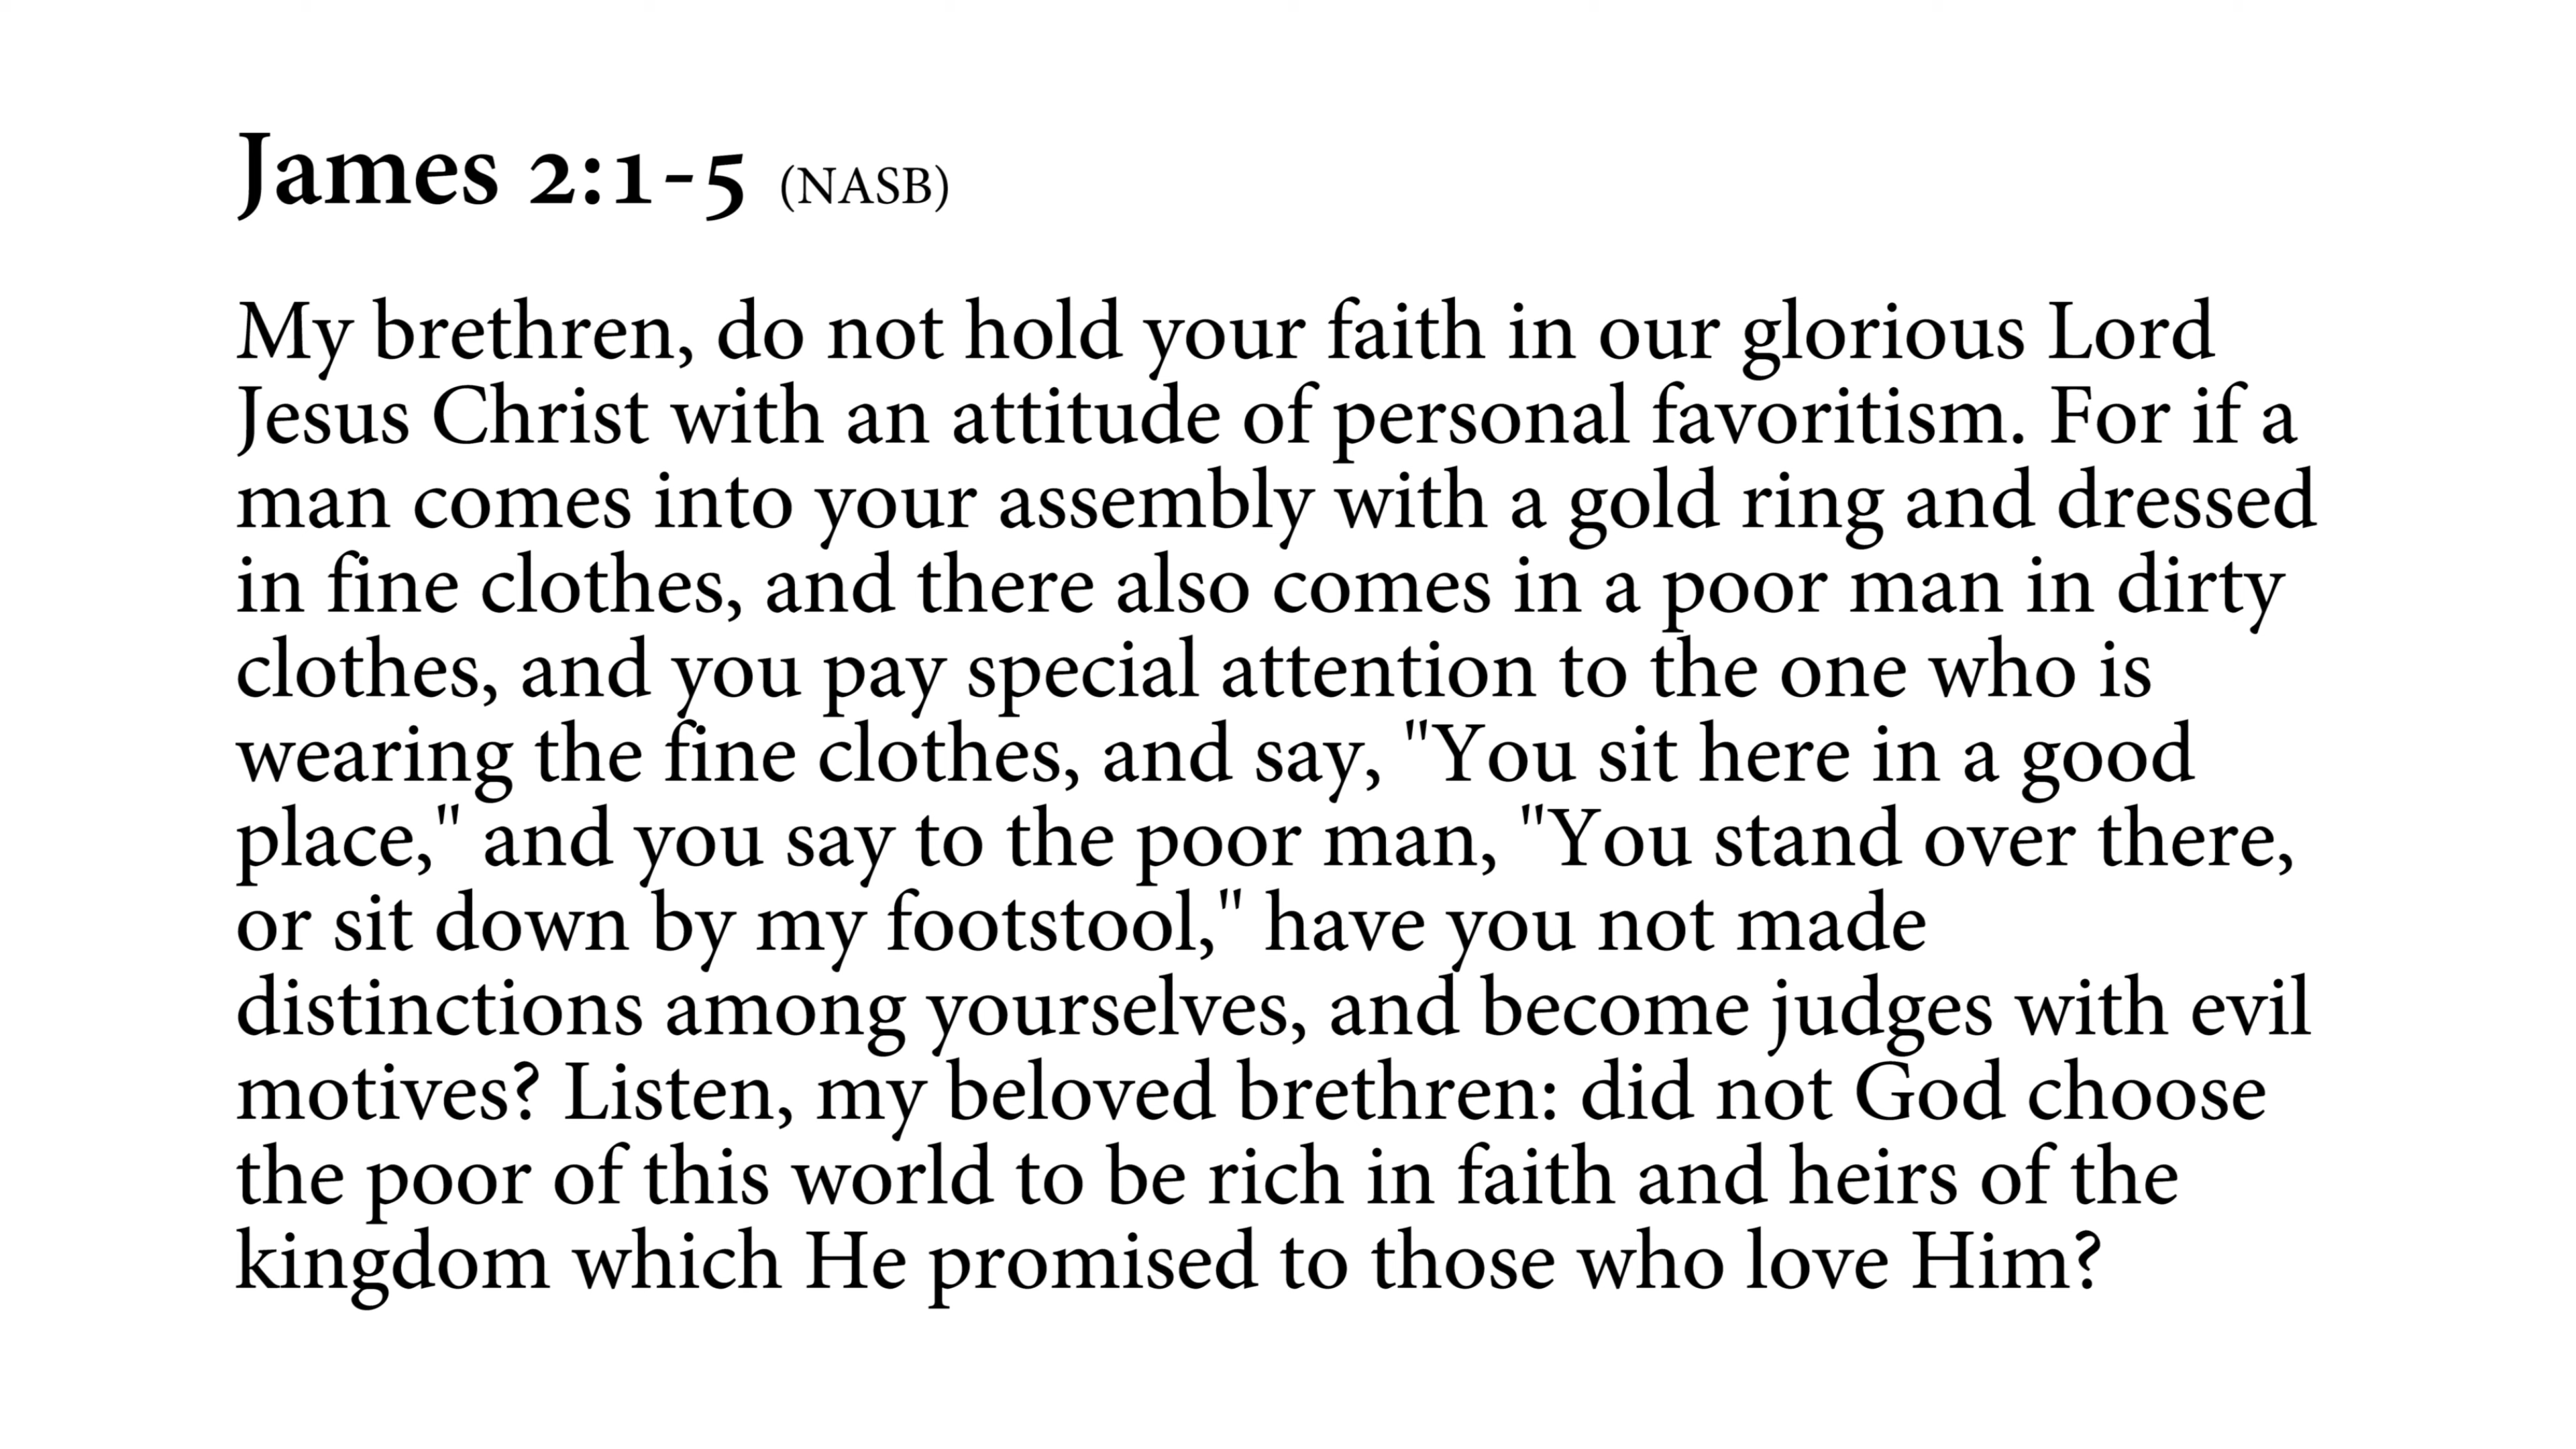 James 2:1-5 (NASB)
My brethren, do not hold your faith in our glorious Lord
Jesus Christ with an attitude of personal favoritism. For if a
man comes into your assembly with a gold ring and dressed
in fine clothes, and there also comes in a poor man in dirty
clothes, and you pay special attention to the one who is
wearing the fine clothes, and say, "You sit here in a good
place," and you say to the poor man, "You stand over there,
or sit down by my footstool," have you not made
distinctions among yourselves, and become judges with evil
motives? Listen, my beloved brethren: did not God choose
the poor of this world to be rich in faith and heirs of the
kingdom which He promised to those who love Him?